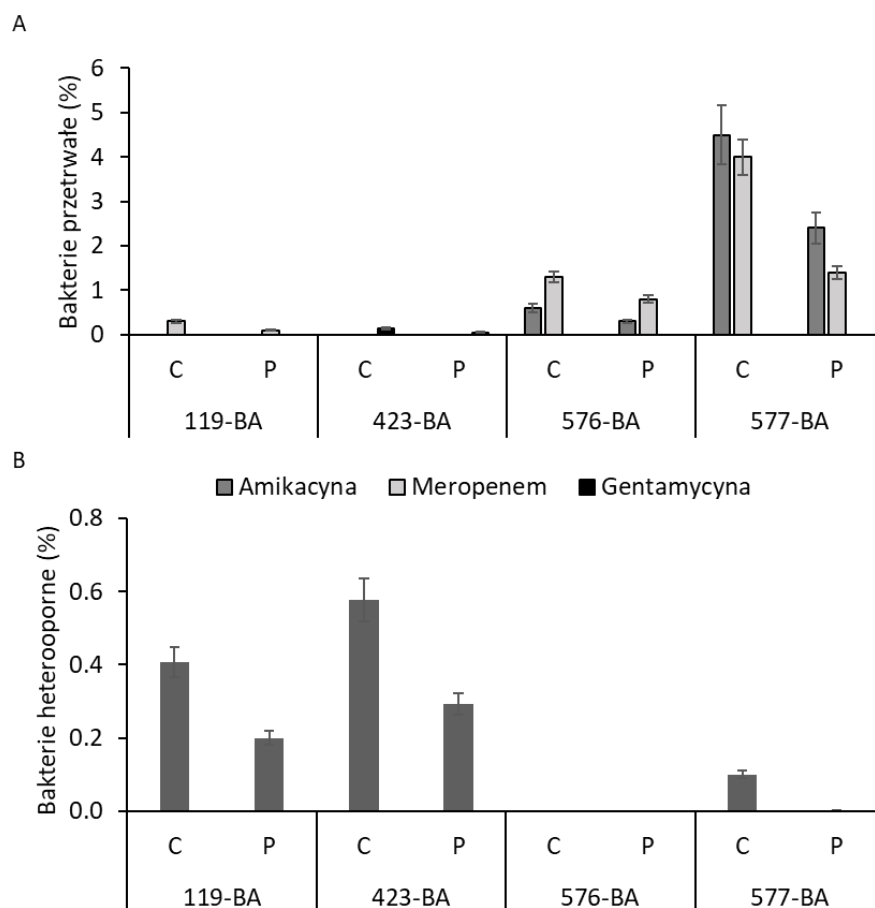 A
Bakterie przetrwałe (%)
6
5
4
3
2
1
0
C P C P C P C P
119-BA 423-BA 576-BA 577-BA
B
Amikacyna Meropenem Gentamycyna
Bakterie heterooporne (%)
0.8
0.6
0.4
0.2
0.0
C P C P C P C P
119-BA 423-BA 576-BA 577-BA